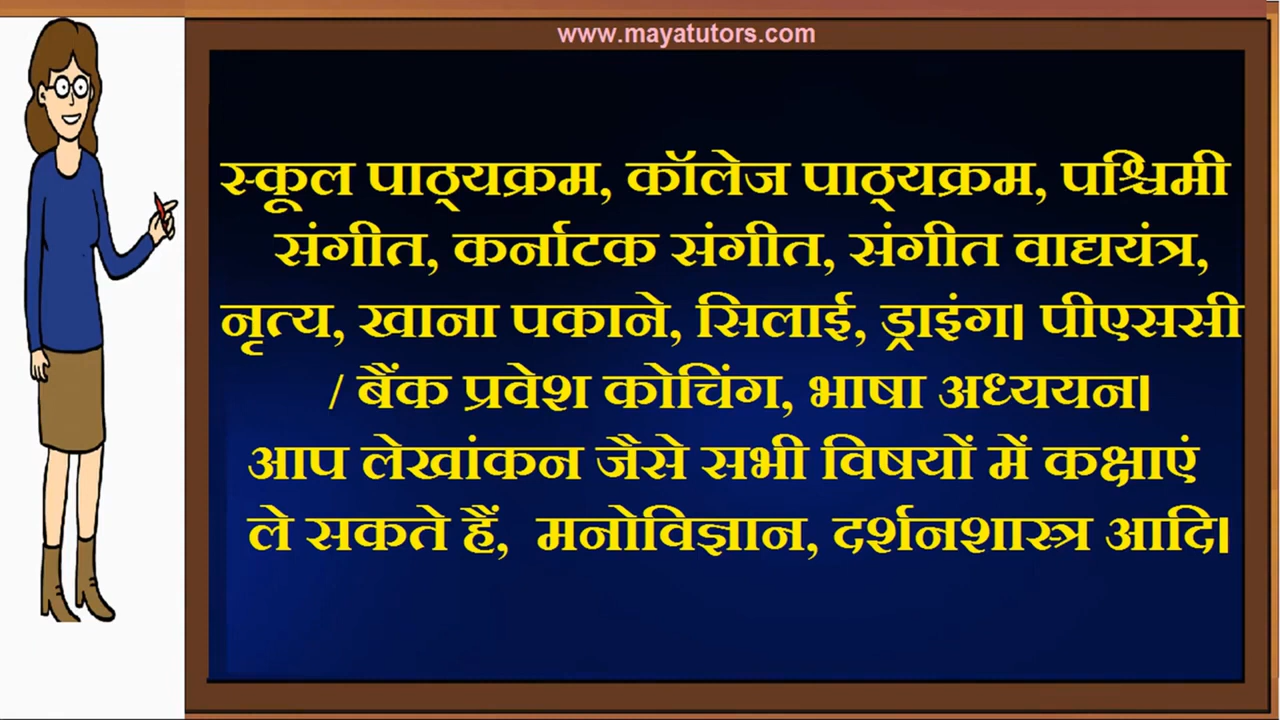 www.mayatutors.com
स्कूल पाठ्यक्रम, कॉलेज पाठ्यक्रम, पश्चिमी
संगीत, कर्नाटक संगीत, संगीत वाद्ययंत्र,
नृत्य, खाना पकाने, सिलाई, ड्राइंग। पीएससी
/ बैंक प्रवेश कोचिंग, भाषा अध्ययन।
आप लेखांकन जैसे सभी विषयों में कक्षाएं
ले सकते हैं, मनोविज्ञान, दर्शनशास्त्र आदि।